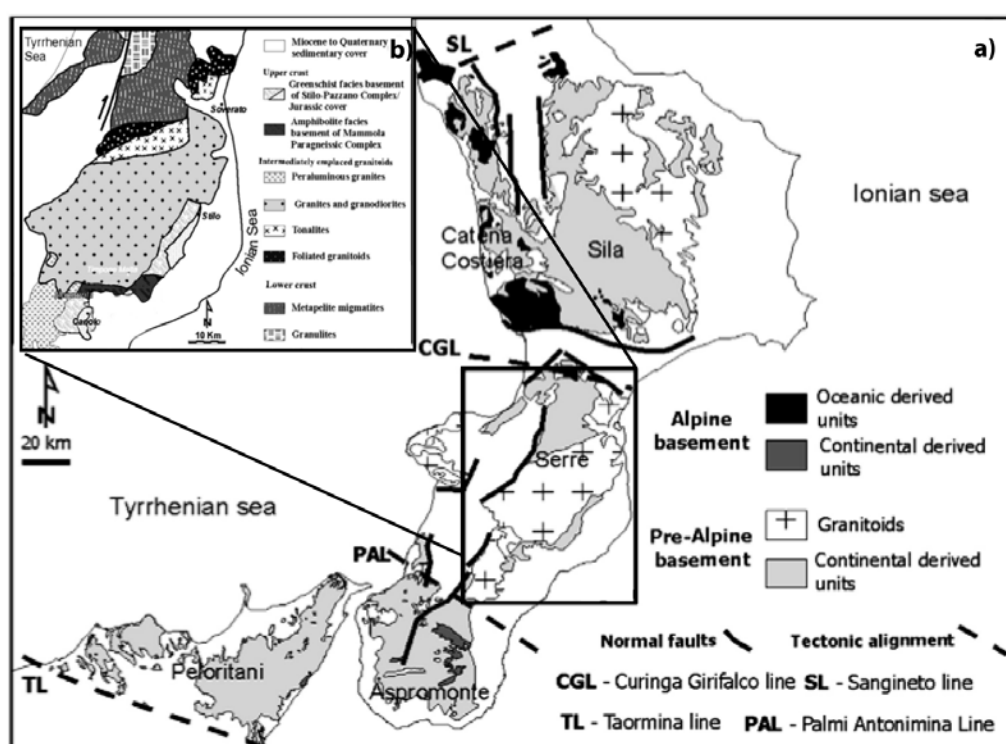 Tyrrhenian
Sea
b)
Miocene to Quaternary
sedimentary cover
Upper crust
Greenschist facies basement
of Stilo-Pazzano Complex/
Jurassic cover
Amphibolite facies
basement of Mammola
Paragneissic Complex
Intermediately emplaced granitoids
Peraluminous granites
Granites and granodiorites
Tonalites
Foliated granitoids
Lower crust
Metapelite migmatites
Granulites
Soverato
Stilo
Ionian Sea
Canolo
N
10 Km
a)
SL
Ionian sea
Catena
Costiera
Sila
CGL
N
20 km
Serre
Tyrrhenian sea
PAL
Peloritani
TL
Aspromonte
Alpine
basement
Oceanic derived
units
Continental derived
units
Pre-Alpine
basement
Granitoids
Continental derived
units
Normal faults
Tectonic alignment
CGL - Curinga Girifalco line SL - Sangineto line
TL - Taormina line PAL - Palmi Antonimina Line